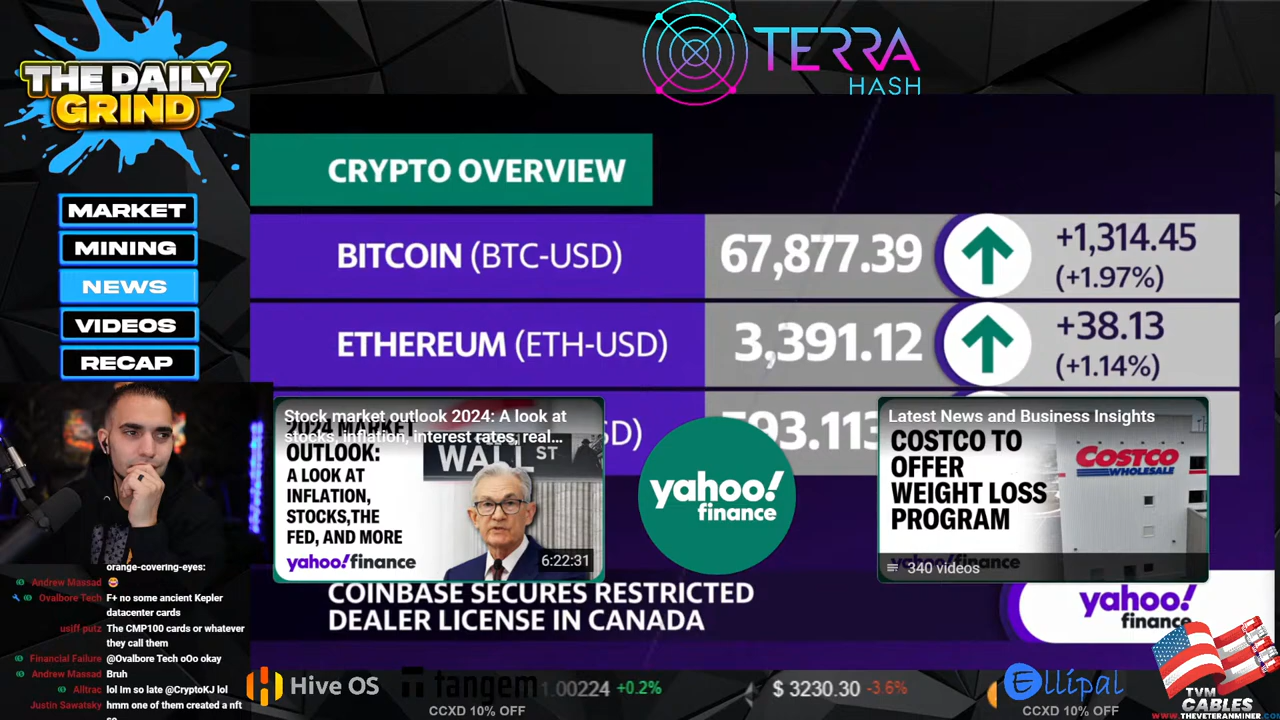 THE DAILY
GRIND
TERRA
HASH
MARKET
MINING
NEWS
VIDEOS
RECAP
CRYPTO OVERVIEW
BITCOIN (BTC-USD) 67,877.39 +1,314.45
(+1.97%)
ETHEREUM (ETH-USD) 3,391.12 +38.13
(+1.14%)
SD)
93.113
Stock market outlook 2024: A look at
stocks, inflation, interest rates, real…
2024 MARKET
OUTLOOK:
A LOOK AT
INFLATION,
STOCKS,THE
FED, AND MORE
yahoo!finance
WALL ST
6:22:31
yahoo!
finance
Latest News and Business Insights
COSTCO TO
OFFER
WEIGHT LOSS
PROGRAM
COSTCO
WHOLESALE
340 videos
COINBASE SECURES RESTRICTED
DEALER LICENSE IN CANADA
yahoo!
finance
orange-covering-eyes:
Andrew Massad
Ovalbore Tech F+ no some ancient Kepler
datacenter cards
usiff putz The CMP100 cards or whatever
they call them
Financial Failure @Ovalbore Tech oOo okay
Andrew Massad Bruh
Alltrac lol Im so late @CryptoKJ lol
Justin Sawatsky hmm one of them created a nft
Hive OS
tangem
CCXD 10% OFF
1.00224 +0.2%
$ 3230.30 -3.6%
Ellipal
CCXD 10% OFF
TVM
CABLES
WWW.THEVETERANMINER.COM